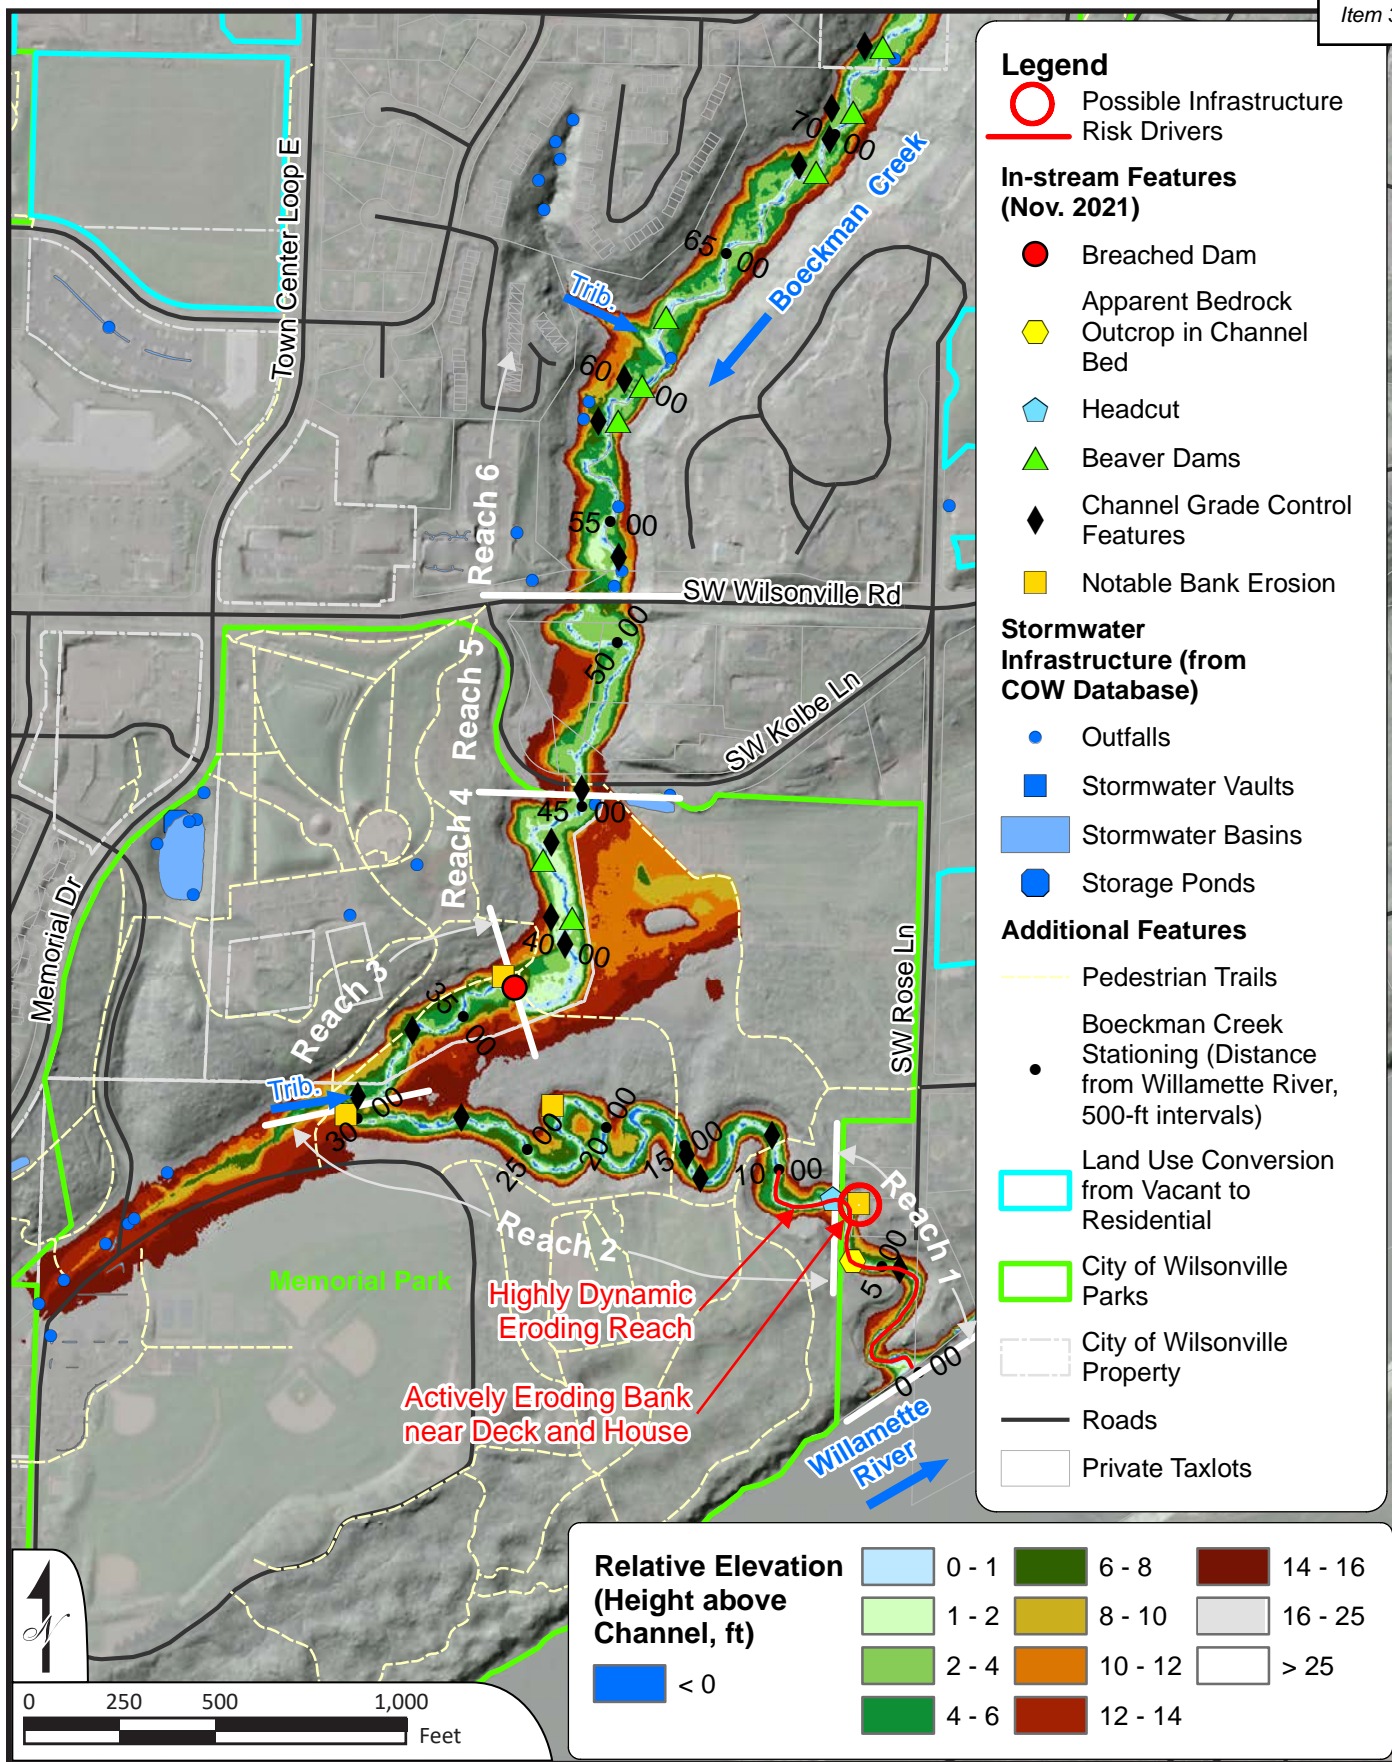 Item 3
Legend
Possible Infrastructure
Risk Drivers
In-stream Features
(Nov. 2021)
Breached Dam
Apparent Bedrock
Outcrop in Channel
Bed
Headcut
Beaver Dams
Channel Grade Control
Features
Notable Bank Erosion
Stormwater
Infrastructure (from
COW Database)
Outfalls
Stormwater Vaults
Stormwater Basins
Storage Ponds
Additional Features
Pedestrian Trails
Boeckman Creek
Stationing (Distance
from Willamette River,
500-ft intervals)
Land Use Conversion
from Vacant to
Residential
City of Wilsonville
Parks
City of Wilsonville
Property
Roads
Private Taxlots
Town Center Loop E
Boeckman Creek
Trib.
70 00
65 00
60 00
55 00
Reach 6
SW Wilsonville Rd
50 00
Reach 5
SW Kolbe Ln
Reach 4
45 00
40 00
Memorial Dr
Reach 3
35 00
SW Rose Ln
Trib.
30 00
25 00
20 00
15 00
10 00
Reach 2
Reach 1
5 00
0 00
Memorial Park
Highly Dynamic
Eroding Reach
Actively Eroding Bank
near Deck and House
Willamette
River
N
0 250 500 1,000
Feet
Relative Elevation
(Height above
Channel, ft)
< 0
0 - 1
1 - 2
2 - 4
4 - 6
6 - 8
8 - 10
10 - 12
12 - 14
14 - 16
16 - 25
> 25